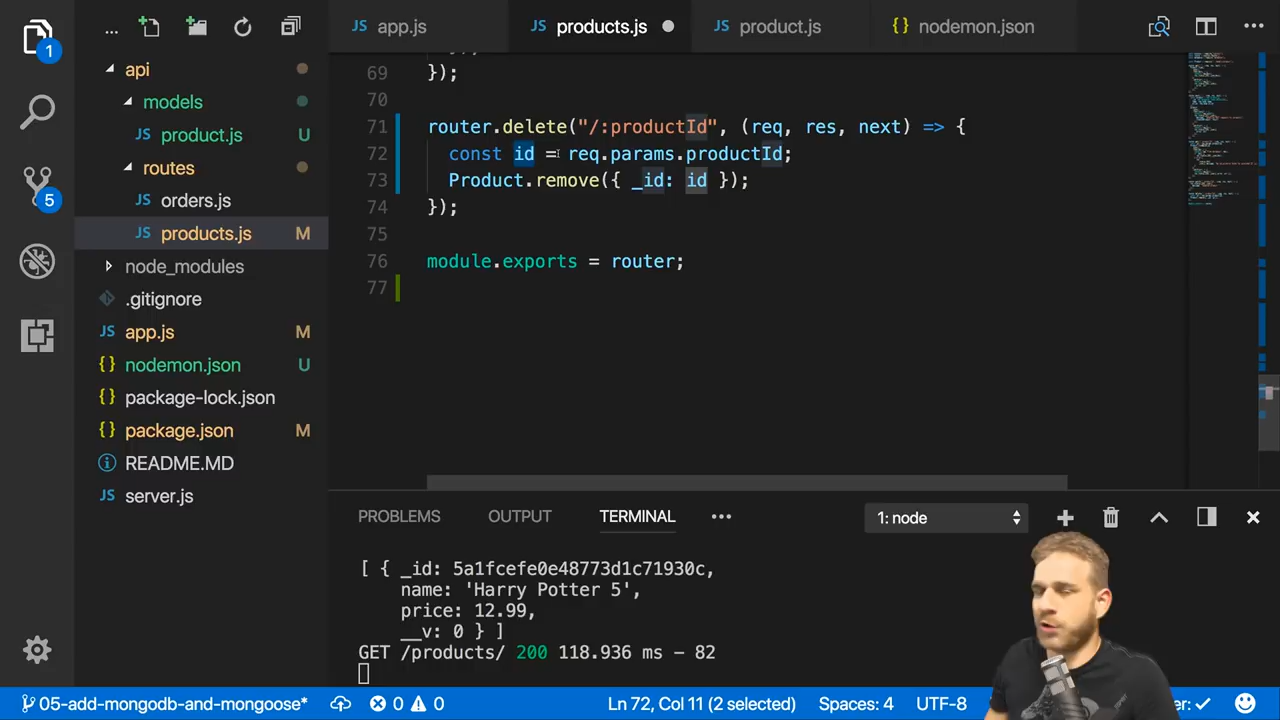 ... app.js products.js product.js nodemon.json ...
1
api
models
product.js U
routes
orders.js
products.js M
node_modules
.gitignore
app.js M
nodemon.json U
package-lock.json
package.json M
README.MD
server.js
5
69 });
70
71 router.delete("/:productId", (req, res, next) => {
72 const id = req.params.productId;
73 Product.remove({ _id: id });
74 });
75
76 module.exports = router;
77
PROBLEMS OUTPUT TERMINAL ... 1: node
[ { _id: 5a1fcefe0e48773d1c71930c,
name: 'Harry Potter 5',
price: 12.99,
__v: 0 } ]
GET /products/ 200 118.936 ms - 82
05-add-mongodb-and-mongoose* 0 0 Ln 72, Col 11 (2 selected) Spaces: 4 UTF-8